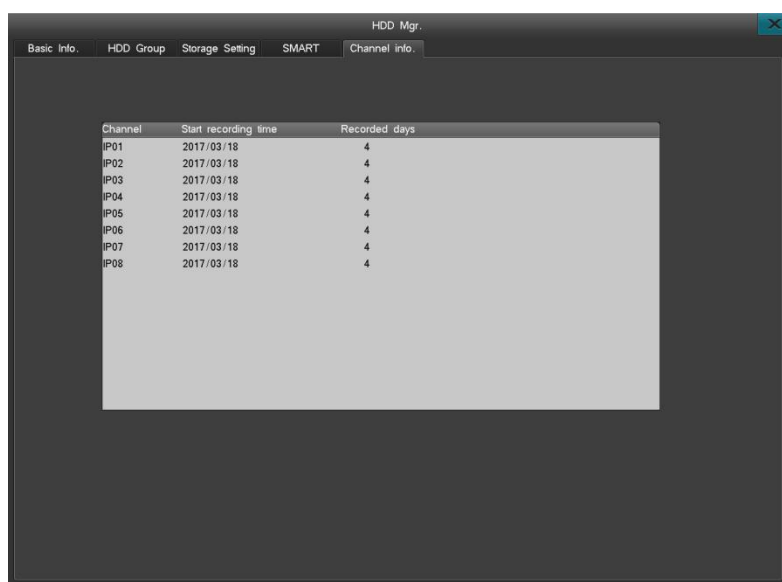 HDD Mgr.
Basic Info. HDD Group Storage Setting SMART Channel info.
Channel Start recording time Recorded days
IP01 2017/03/18 4
IP02 2017/03/18 4
IP03 2017/03/18 4
IP04 2017/03/18 4
IP05 2017/03/18 4
IP06 2017/03/18 4
IP07 2017/03/18 4
IP08 2017/03/18 4